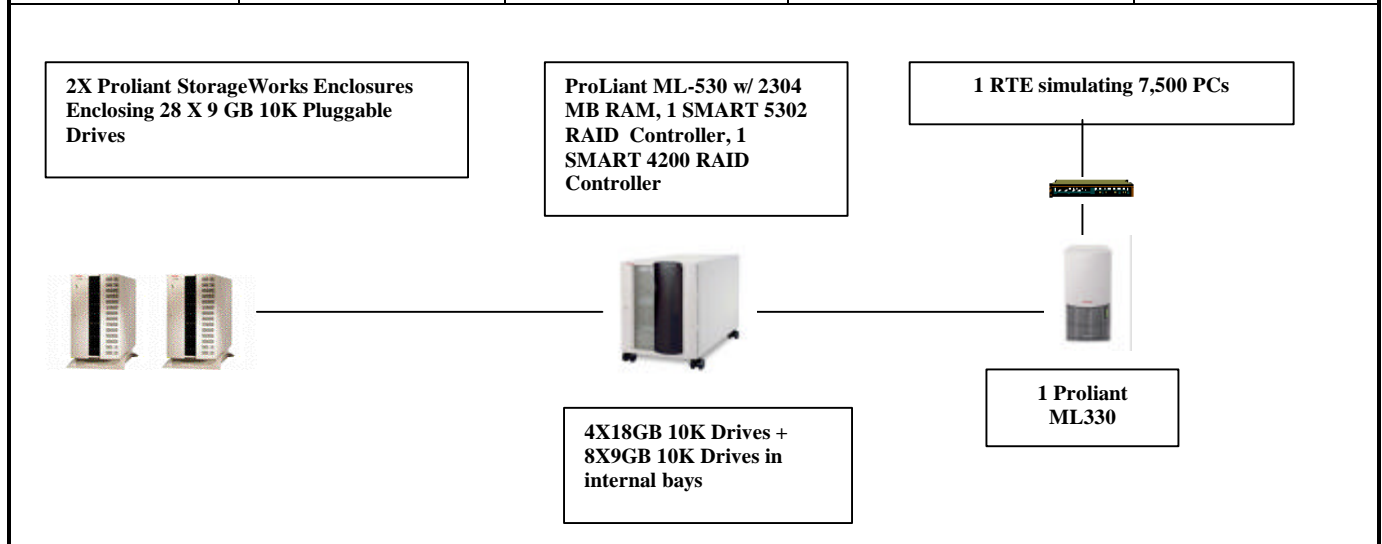 2X Proliant StorageWorks Enclosures
Enclosing 28 X 9 GB 10K Pluggable
Drives
ProLiant ML-530 w/ 2304
MB RAM, 1 SMART 5302
RAID Controller, 1
SMART 4200 RAID
Controller
1 RTE simulating 7,500 PCs
4X18GB 10K Drives +
8X9GB 10K Drives in
internal bays
1 Proliant
ML330